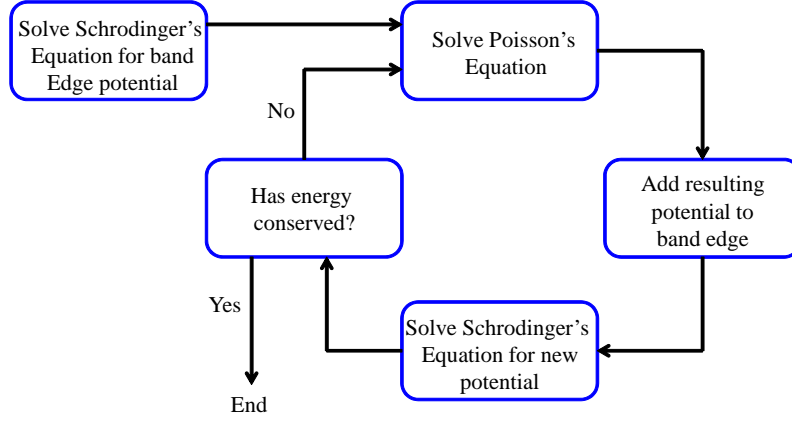 Solve Schrodinger’s
Equation for band
Edge potential
Solve Poisson’s
Equation
No
Has energy
conserved?
Add resulting
potential to
band edge
Yes
Solve Schrodinger’s
Equation for new
potential
End